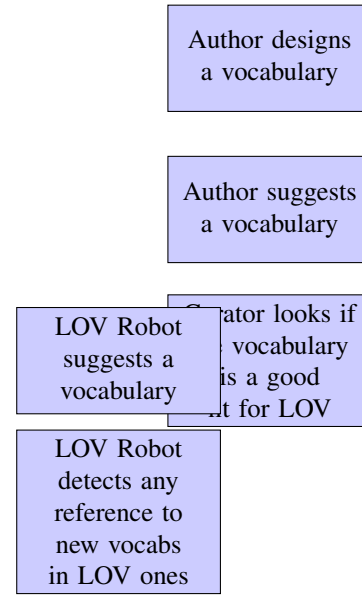 Author designs
a vocabulary
Author suggests
a vocabulary
looks if
vocabulary
is a good
for LOV
LOV Robot
suggests a
vocabulary
LOV Robot
detects any
reference to
new vocabs
in LOV ones